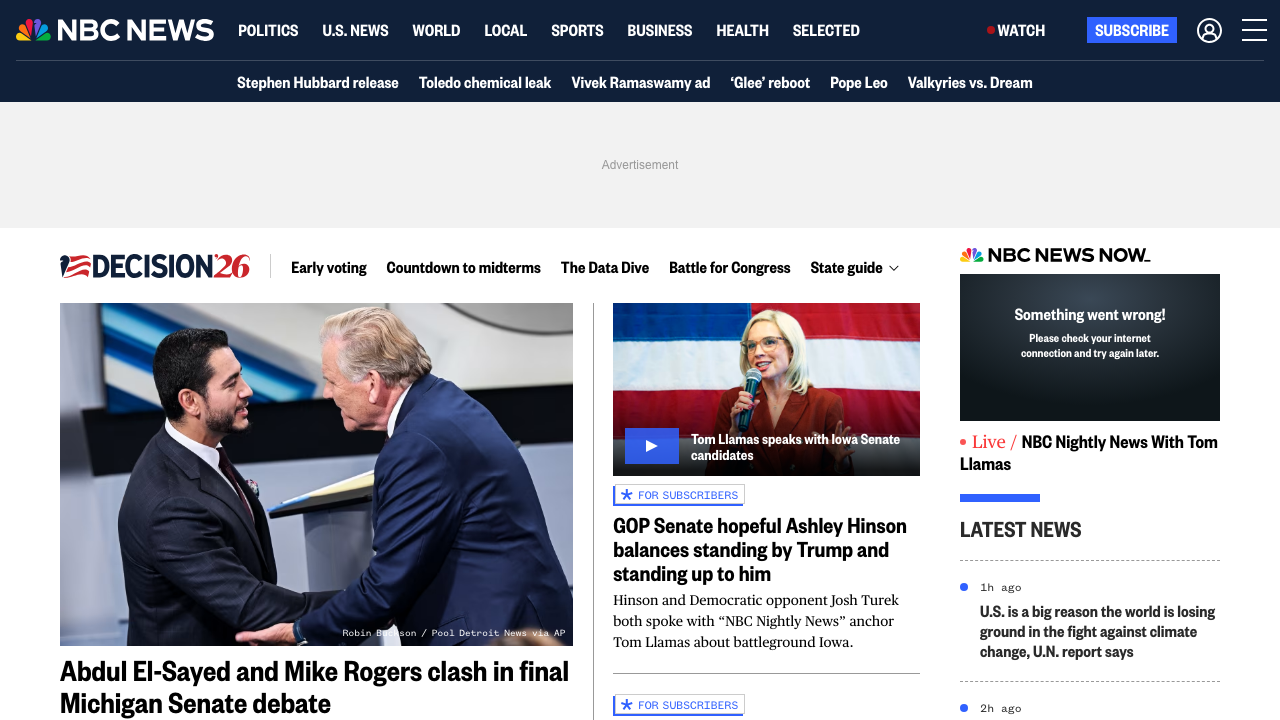 NBC NEWS
POLITICS U.S. NEWS WORLD LOCAL SPORTS BUSINESS HEALTH SELECTED
WATCH
SUBSCRIBE
Stephen Hubbard release Toledo chemical leak Vivek Ramaswamy ad ‘Glee’ reboot Pope Leo Valkyries vs. Dream
Advertisement
DECISION26
Early voting Countdown to midterms The Data Dive Battle for Congress State guide
Robin Buckson / Pool Detroit News via AP
Abdul El-Sayed and Mike Rogers clash in final
Michigan Senate debate
Tom Llamas speaks with Iowa Senate
candidates
FOR SUBSCRIBERS
GOP Senate hopeful Ashley Hinson
balances standing by Trump and
standing up to him
Hinson and Democratic opponent Josh Turek
both spoke with “NBC Nightly News” anchor
Tom Llamas about battleground Iowa.
FOR SUBSCRIBERS
NBC NEWS NOW_
Something went wrong!
Please check your internet
connection and try again later.
Live / NBC Nightly News With Tom
Llamas
LATEST NEWS
1h ago
U.S. is a big reason the world is losing
ground in the fight against climate
change, U.N. report says
2h ago